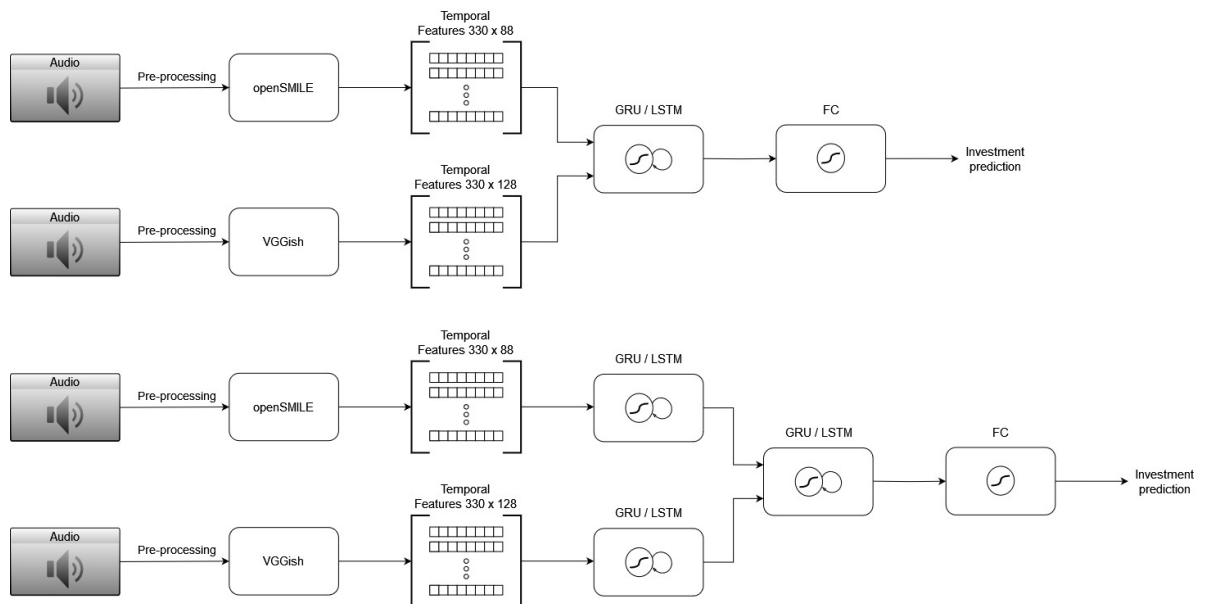 Audio
Pre-processing
openSMILE
Temporal
Features 330 x 88
Audio
Pre-processing
VGGish
Temporal
Features 330 x 128
GRU / LSTM
FC
Investment
prediction
Audio
Pre-processing
openSMILE
Temporal
Features 330 x 88
GRU / LSTM
Audio
Pre-processing
VGGish
Temporal
Features 330 x 128
GRU / LSTM
GRU / LSTM
FC
Investment
prediction